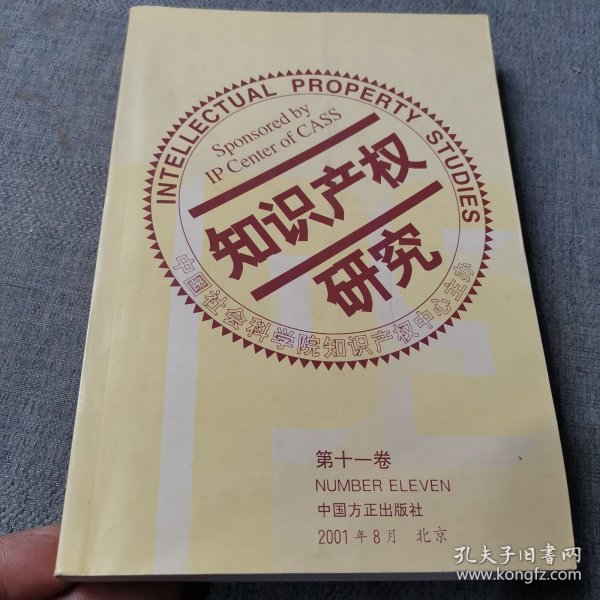 INTELLECTUAL PROPERTY STUDIES
Sponsored by
IP Center of CASS
知识产权
研究
中国社会科学院知识产权中心主办
第十一卷
NUMBER ELEVEN
中国方正出版社
2001年8月 北京
孔夫子旧书网
www.kongfz.com